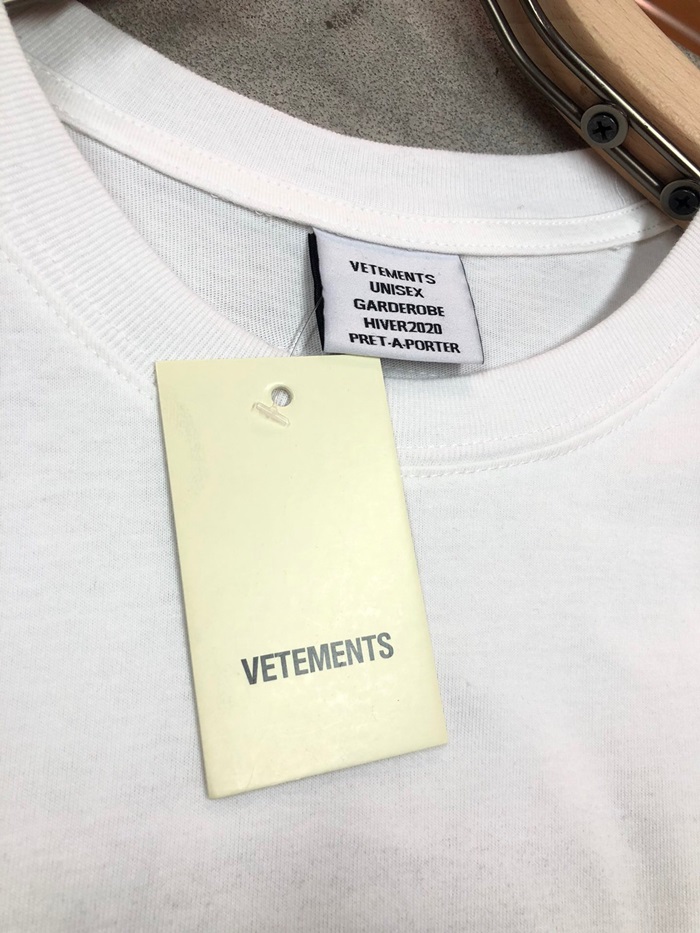 VETEMENTS
UNISEX
GARDEROBE
HIVER2020
PRET-A-PORTER
VETEMENTS